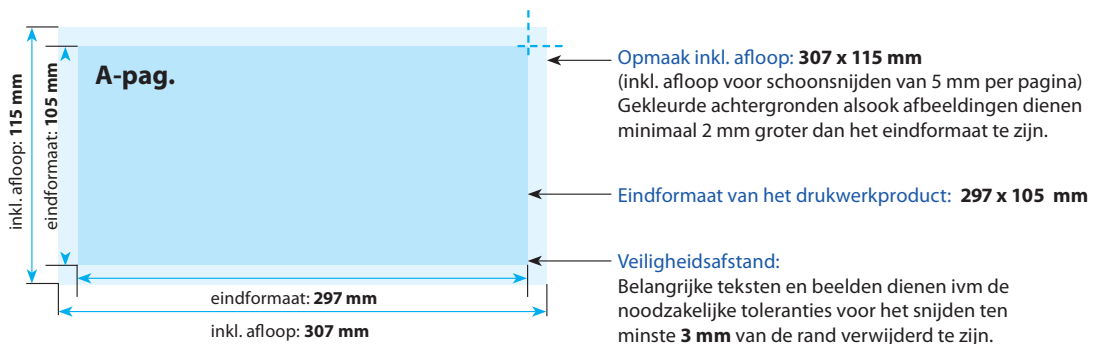 A-pag.
inkl. afloop: 115 mm
eindformaat: 105 mm
eindformaat: 297 mm
inkl. afloop: 307 mm
Opmaak inkl. afloop: 307 x 115 mm
(inkl. afloop voor schoonsnijden van 5 mm per pagina)
Gekleurde achtergronden alsook afbeeldingen dienen
minimaal 2 mm groter dan het eindformaat te zijn.
Eindformaat van het drukwerkproduct: 297 x 105 mm
Veiligheidsafstand:
Belangrijke teksten en beelden dienen ivm de
noodzakelijke toleranties voor het snijden ten
minste 3 mm van de rand verwijderd te zijn.